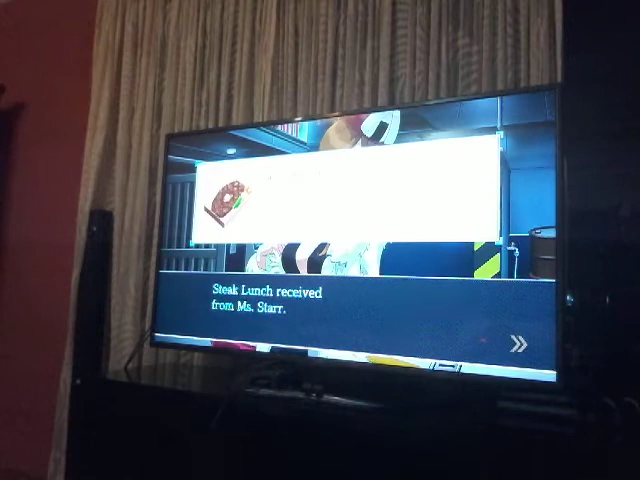 Steak Lunch received
from Ms. Starr.